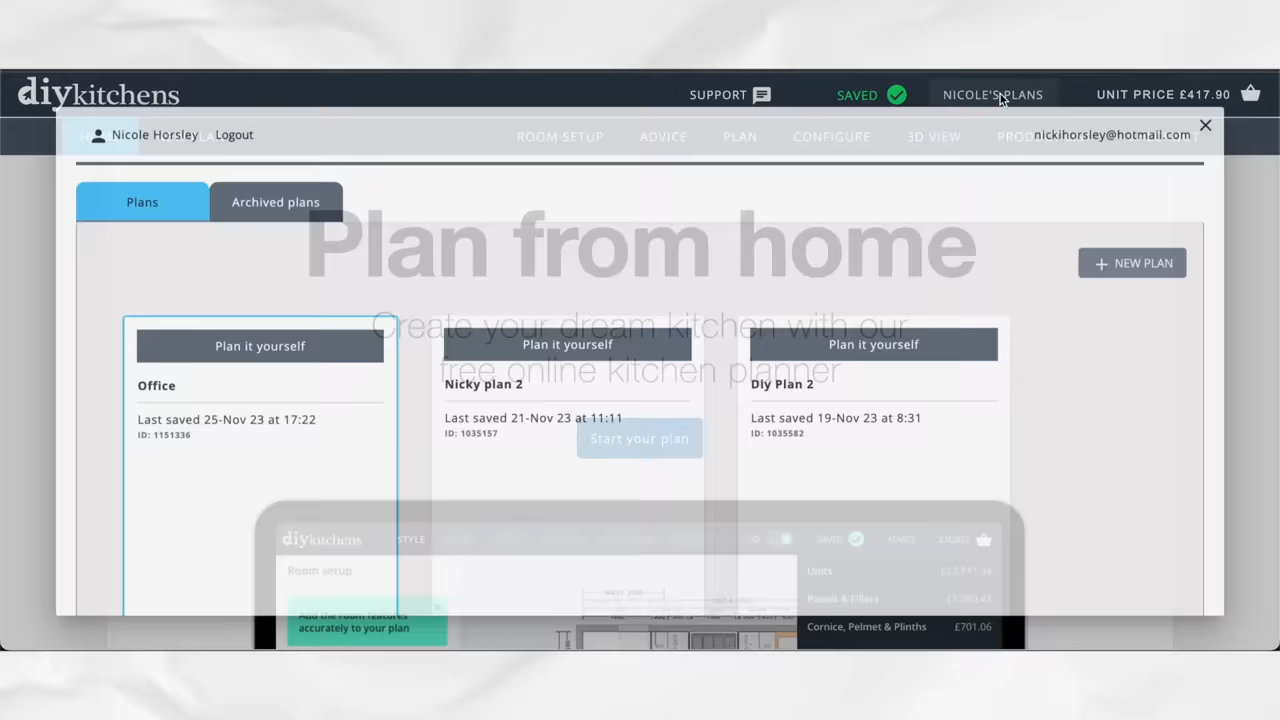 diykitchens
SUPPORT
SAVED
NICOLE'S PLANS
UNIT PRICE £417.90
Nicole Horsley
Logout
ROOM SETUP
ADVICE
PLAN
CONFIGURE
3D VIEW
nickihorsley@hotmail.com
Plans
Archived plans
Plan from home
NEW PLAN
Create your dream kitchen with our
free online kitchen planner
Plan it yourself
Office
Last saved 25-Nov 23 at 17:22
ID: 1151336
Plan it yourself
Nicky plan 2
Last saved 21-Nov 23 at 11:11
ID: 1035157
Plan it yourself
Diy Plan 2
Last saved 19-Nov 23 at 8:31
ID: 1035582
Start your plan
diykitchens
STYLE
SAVED
ADVICE
Room setup
Units
Panels & Fillers
Add the room features
accurately to your plan
Cornice, Pelmet & Plinths
£701.06